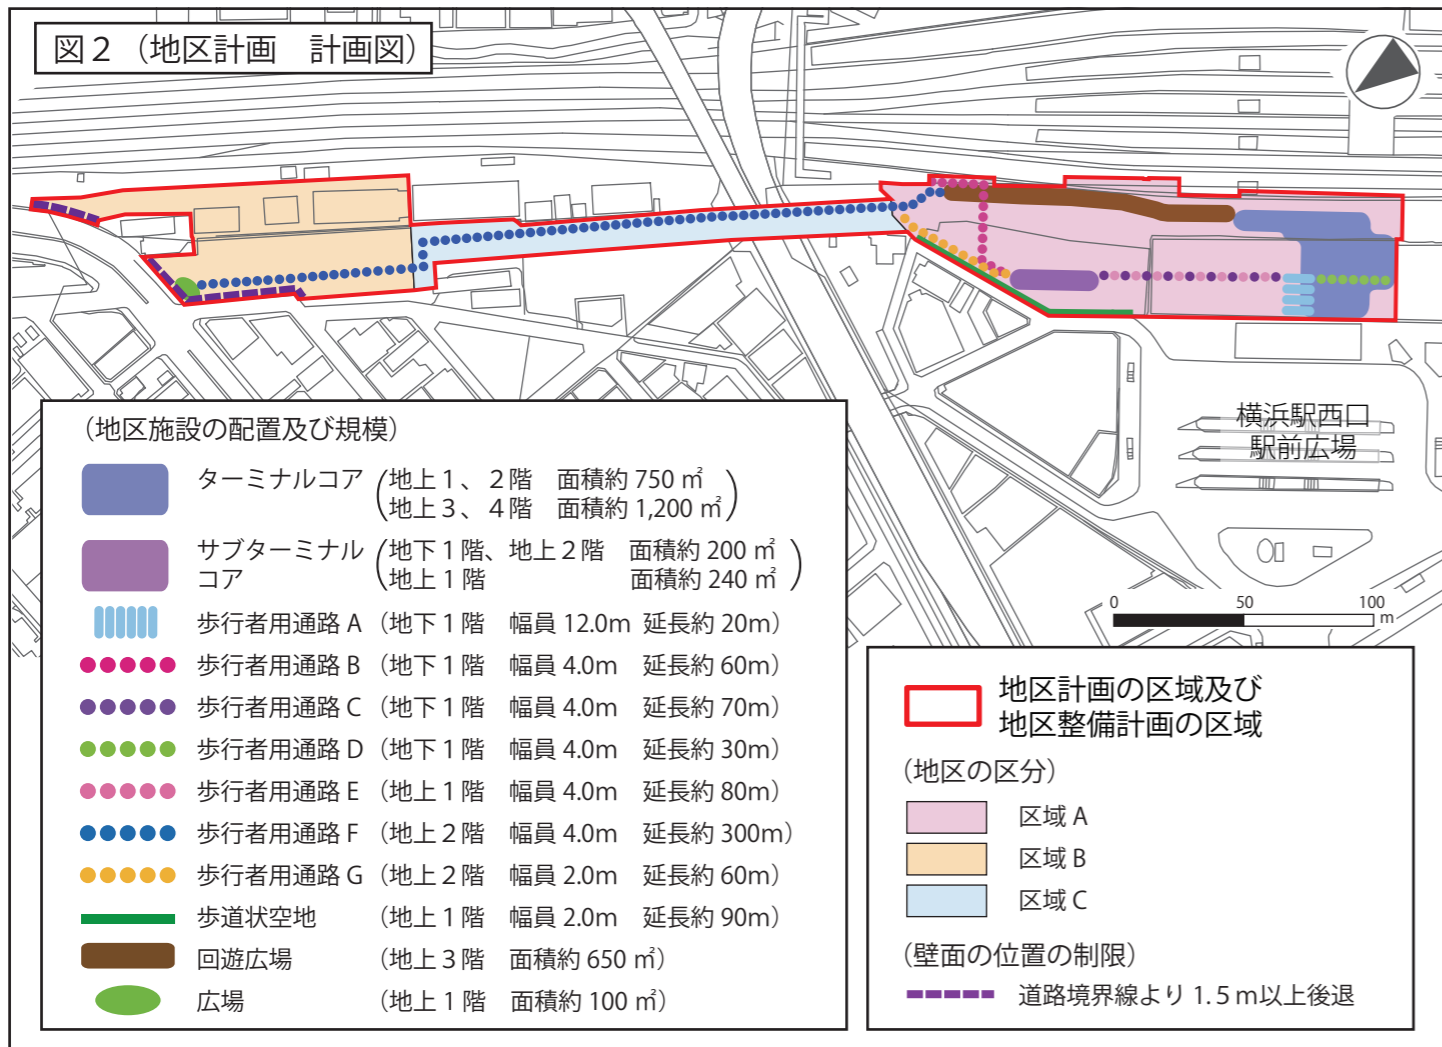 図2（地区計画　計画図）
横浜駅西口
駅前広場
0 50 100
m
（地区施設の配置及び規模）
ターミナルコア（地上1、2階　面積約 750 ㎡
地上3、4階　面積約 1,200 ㎡）
サブターミナル
コア
（地下1階、地上2階　面積約 200 ㎡
地上1階　面積約 240 ㎡）
歩行者用通路 A（地下1階　幅員 12.0m　延長約 20m）
歩行者用通路 B（地下1階　幅員 4.0m　延長約 60m）
歩行者用通路 C（地下1階　幅員 4.0m　延長約 70m）
歩行者用通路 D（地下1階　幅員 4.0m　延長約 30m）
歩行者用通路 E（地上1階　幅員 4.0m　延長約 80m）
歩行者用通路 F（地上2階　幅員 4.0m　延長約 300m）
歩行者用通路 G（地上2階　幅員 2.0m　延長約 60m）
歩道状空地（地上1階　幅員 2.0m　延長約 90m）
回遊広場（地上3階　面積約 650 ㎡）
広場（地上1階　面積約 100 ㎡）
地区計画の区域及び
地区整備計画の区域
（地区の区分）
区域 A
区域 B
区域 C
（壁面の位置の制限）
道路境界線より 1.5 m以上後退